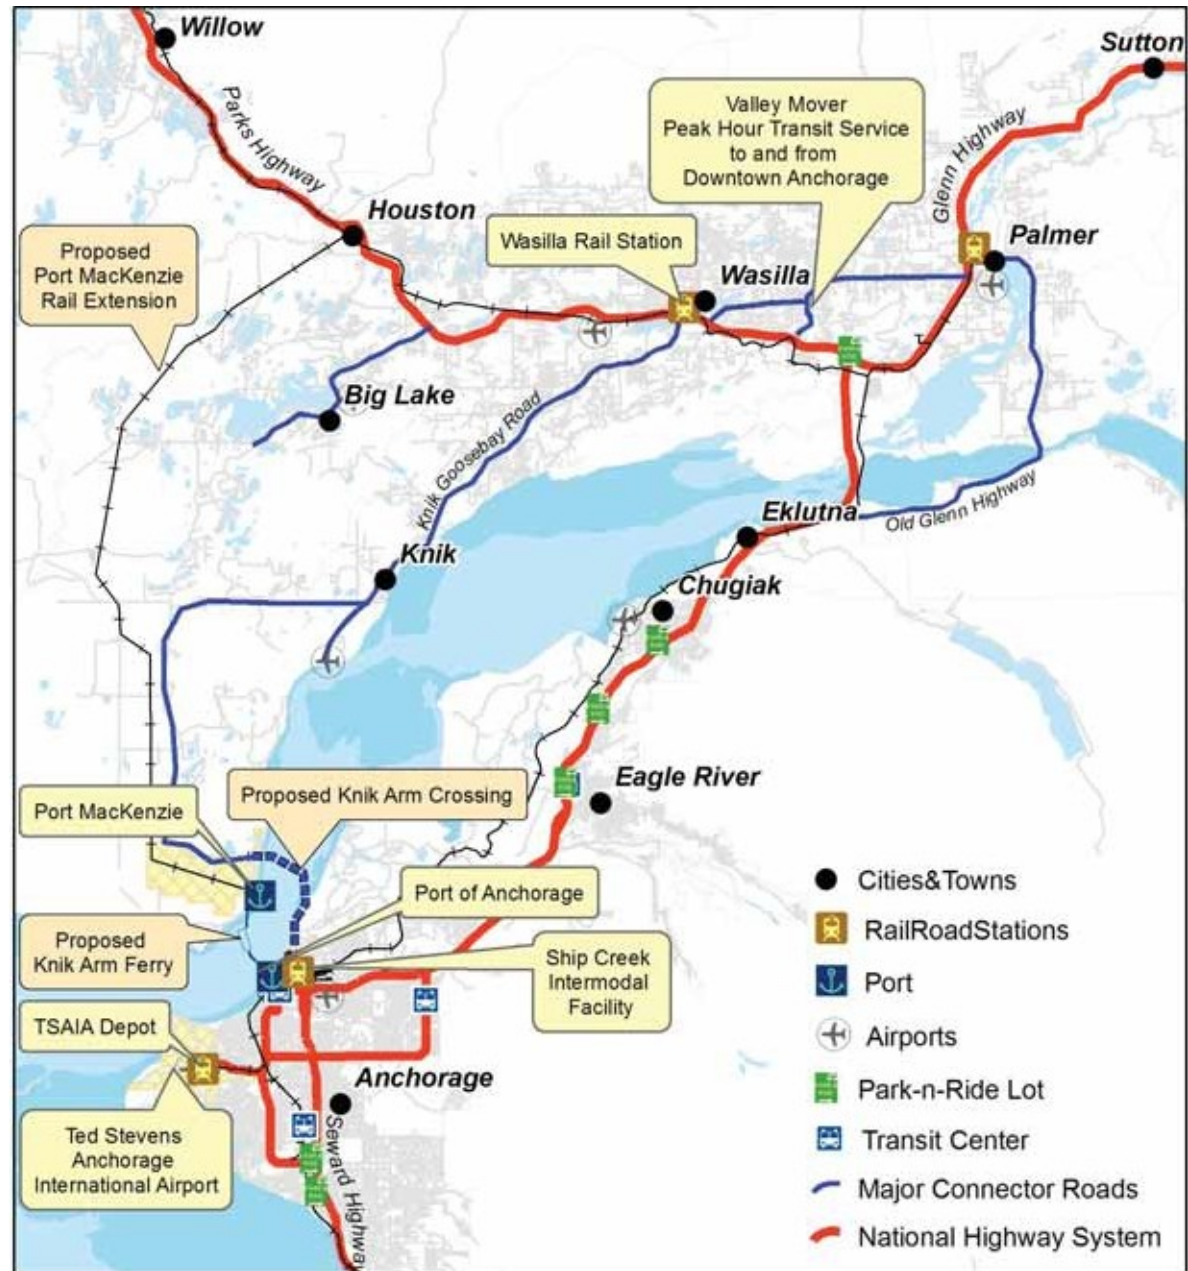 Willow
Sutton
Parks Highway
Valley Mover
Peak Hour Transit Service
to and from
Downtown Anchorage
Glenn Highway
Houston
Wasilla Rail Station
Palmer
Proposed
Port MacKenzie
Rail Extension
Wasilla
Big Lake
Knik Goosebay Road
Eklutna
Old Glenn Highway
Knik
Chugiak
Eagle River
Proposed Knik Arm Crossing
Port MacKenzie
Port of Anchorage
Proposed
Knik Arm Ferry
Ship Creek
Intermodal
Facility
TSAIA Depot
Anchorage
Ted Stevens
Anchorage
International Airport
Seward Highway
Cities&Towns
RailRoadStations
Port
Airports
Park-n-Ride Lot
Transit Center
Major Connector Roads
National Highway System